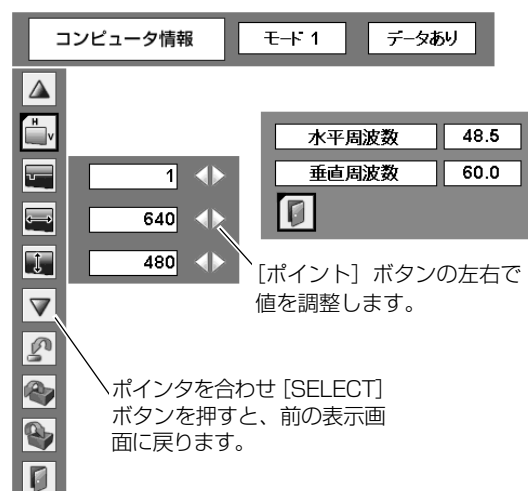 コンピュータ情報 モード 1 データあり
H
V
水平周波数 48.5
垂直周波数 60.0
1
640
480
［ポイント］ボタンの左右で
値を調整します。
ポインタを合わせ［SELECT］
ボタンを押すと、前の表示画
面に戻ります。